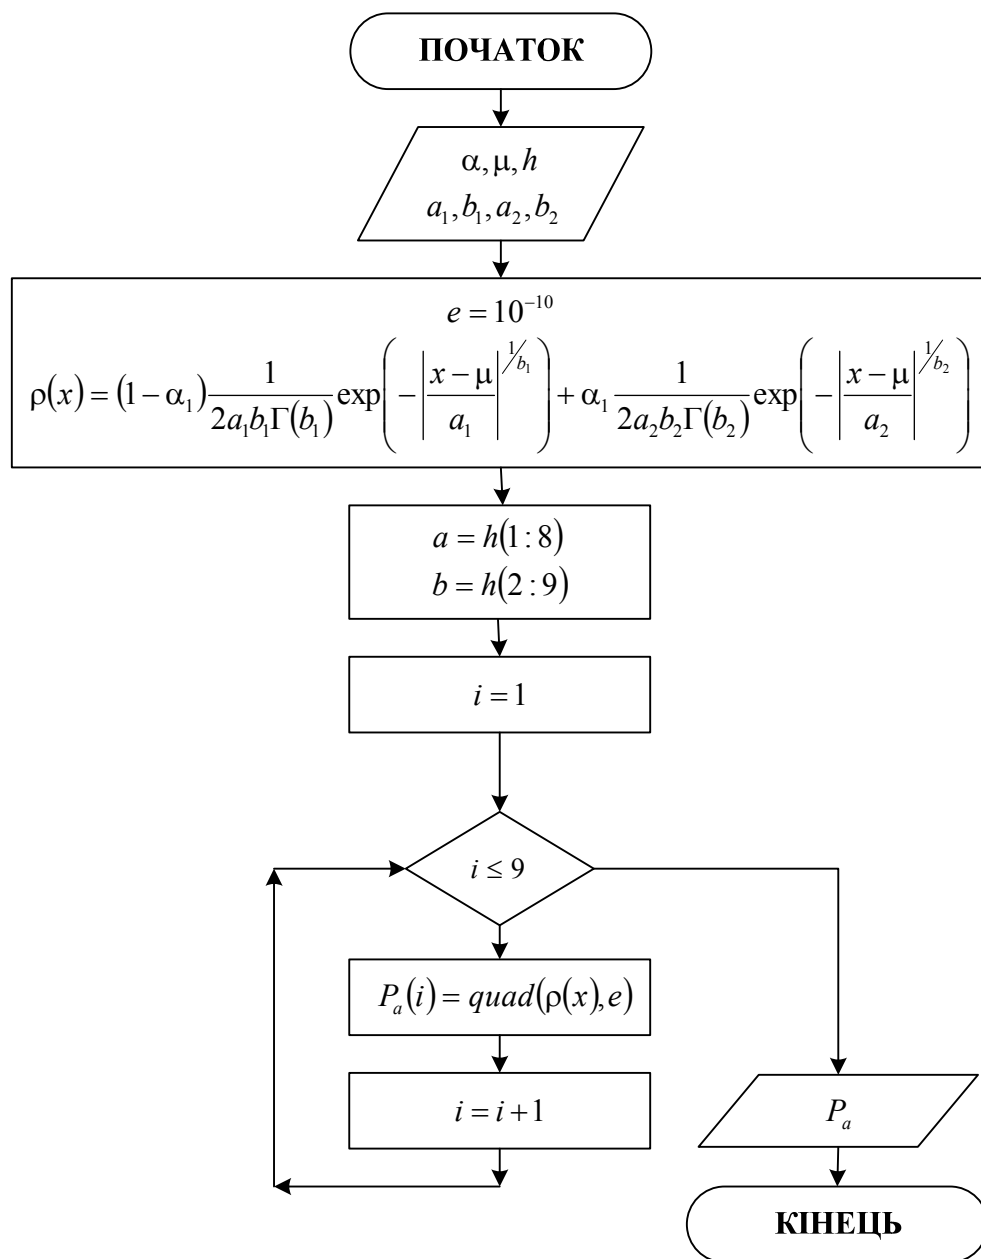 ПОЧАТОК
α, μ, h
a₁, b₁, a₂, b₂
e = 10⁻¹⁰
ρ(x) = (1 − α₁) 1/(2a₁b₁Γ(b₁)) exp(−|(x − μ)/a₁|^(1/b₁)) + α₁ 1/(2a₂b₂Γ(b₂)) exp(−|(x − μ)/a₂|^(1/b₂))
a = h(1 : 8)
b = h(2 : 9)
i = 1
i ≤ 9
Pₐ(i) = quad(ρ(x), e)
i = i + 1
Pₐ
КІНЕЦЬ